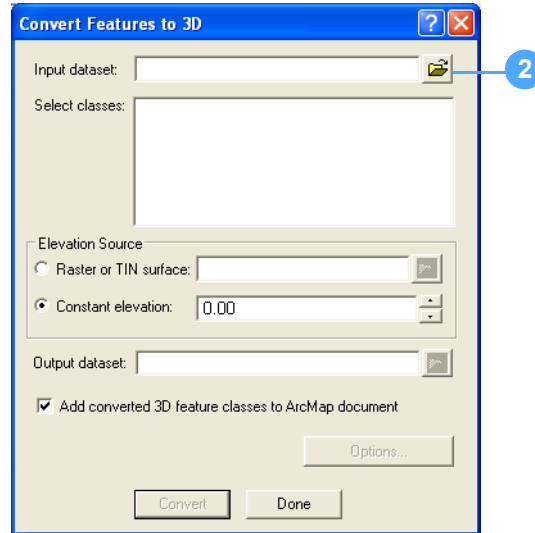 Convert Features to 3D
Input dataset:
2
Select classes:
Elevation Source
Raster or TIN surface:
Constant elevation: 0.00
Output dataset:
Add converted 3D feature classes to ArcMap document
Options...
Convert Done